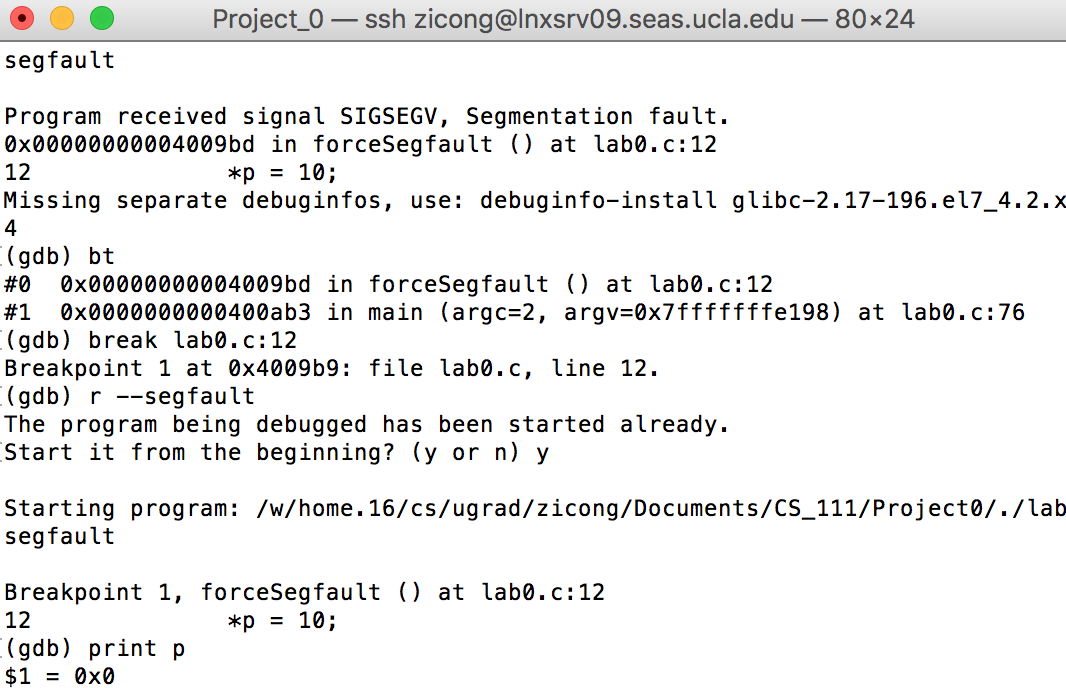 Project_0 — ssh zicong@lnxsrv09.seas.ucla.edu — 80×24
segfault
Program received signal SIGSEGV, Segmentation fault.
0x00000000004009bd in forceSegfault () at lab0.c:12
12              *p = 10;
Missing separate debuginfos, use: debuginfo-install glibc-2.17-196.el7_4.2.x
4
(gdb) bt
#0  0x00000000004009bd in forceSegfault () at lab0.c:12
#1  0x0000000000400ab3 in main (argc=2, argv=0x7fffffffe198) at lab0.c:76
(gdb) break lab0.c:12
Breakpoint 1 at 0x4009b9: file lab0.c, line 12.
(gdb) r --segfault
The program being debugged has been started already.
Start it from the beginning? (y or n) y
Starting program: /w/home.16/cs/ugrad/zicong/Documents/CS_111/Project0/./lab
segfault
Breakpoint 1, forceSegfault () at lab0.c:12
12              *p = 10;
(gdb) print p
$1 = 0x0